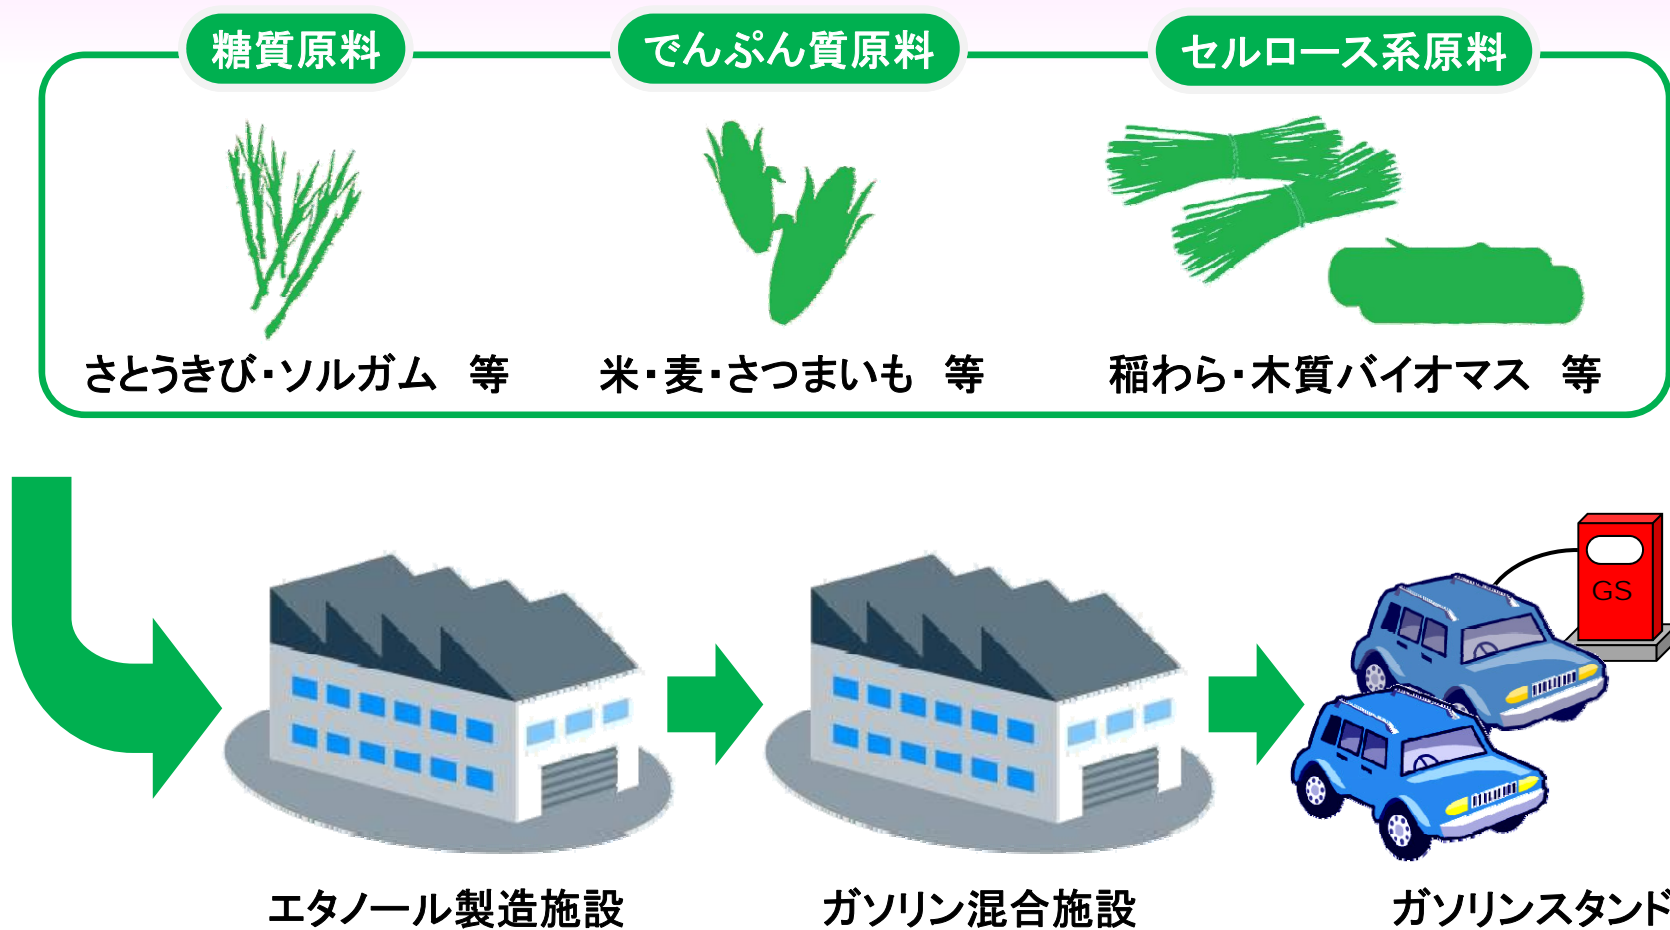 糖質原料
でんぷん質原料
セルロース系原料
さとうきび・ソルガム　等
米・麦・さつまいも　等
稲わら・木質バイオマス　等
GS
エタノール製造施設
ガソリン混合施設
ガソリンスタンド